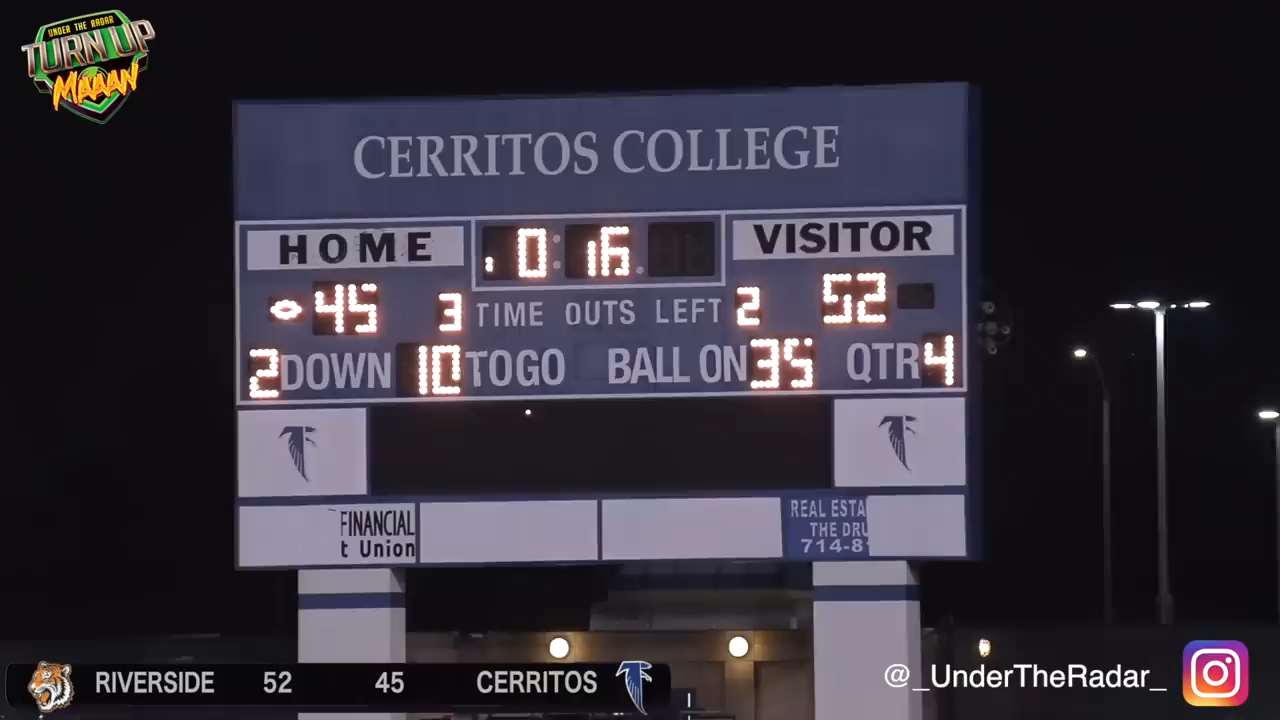 UNDER THE RADAR
TURN UP
MAAAN
CERRITOS COLLEGE
HOME
0:16
VISITOR
45 3 TIME OUTS LEFT 2 52
2 DOWN 10 TO GO BALL ON 35 QTR 4
FINANCIAL
t Union
REAL ESTA
THE DRU
714-8
RIVERSIDE 52 45 CERRITOS
@_UnderTheRadar_